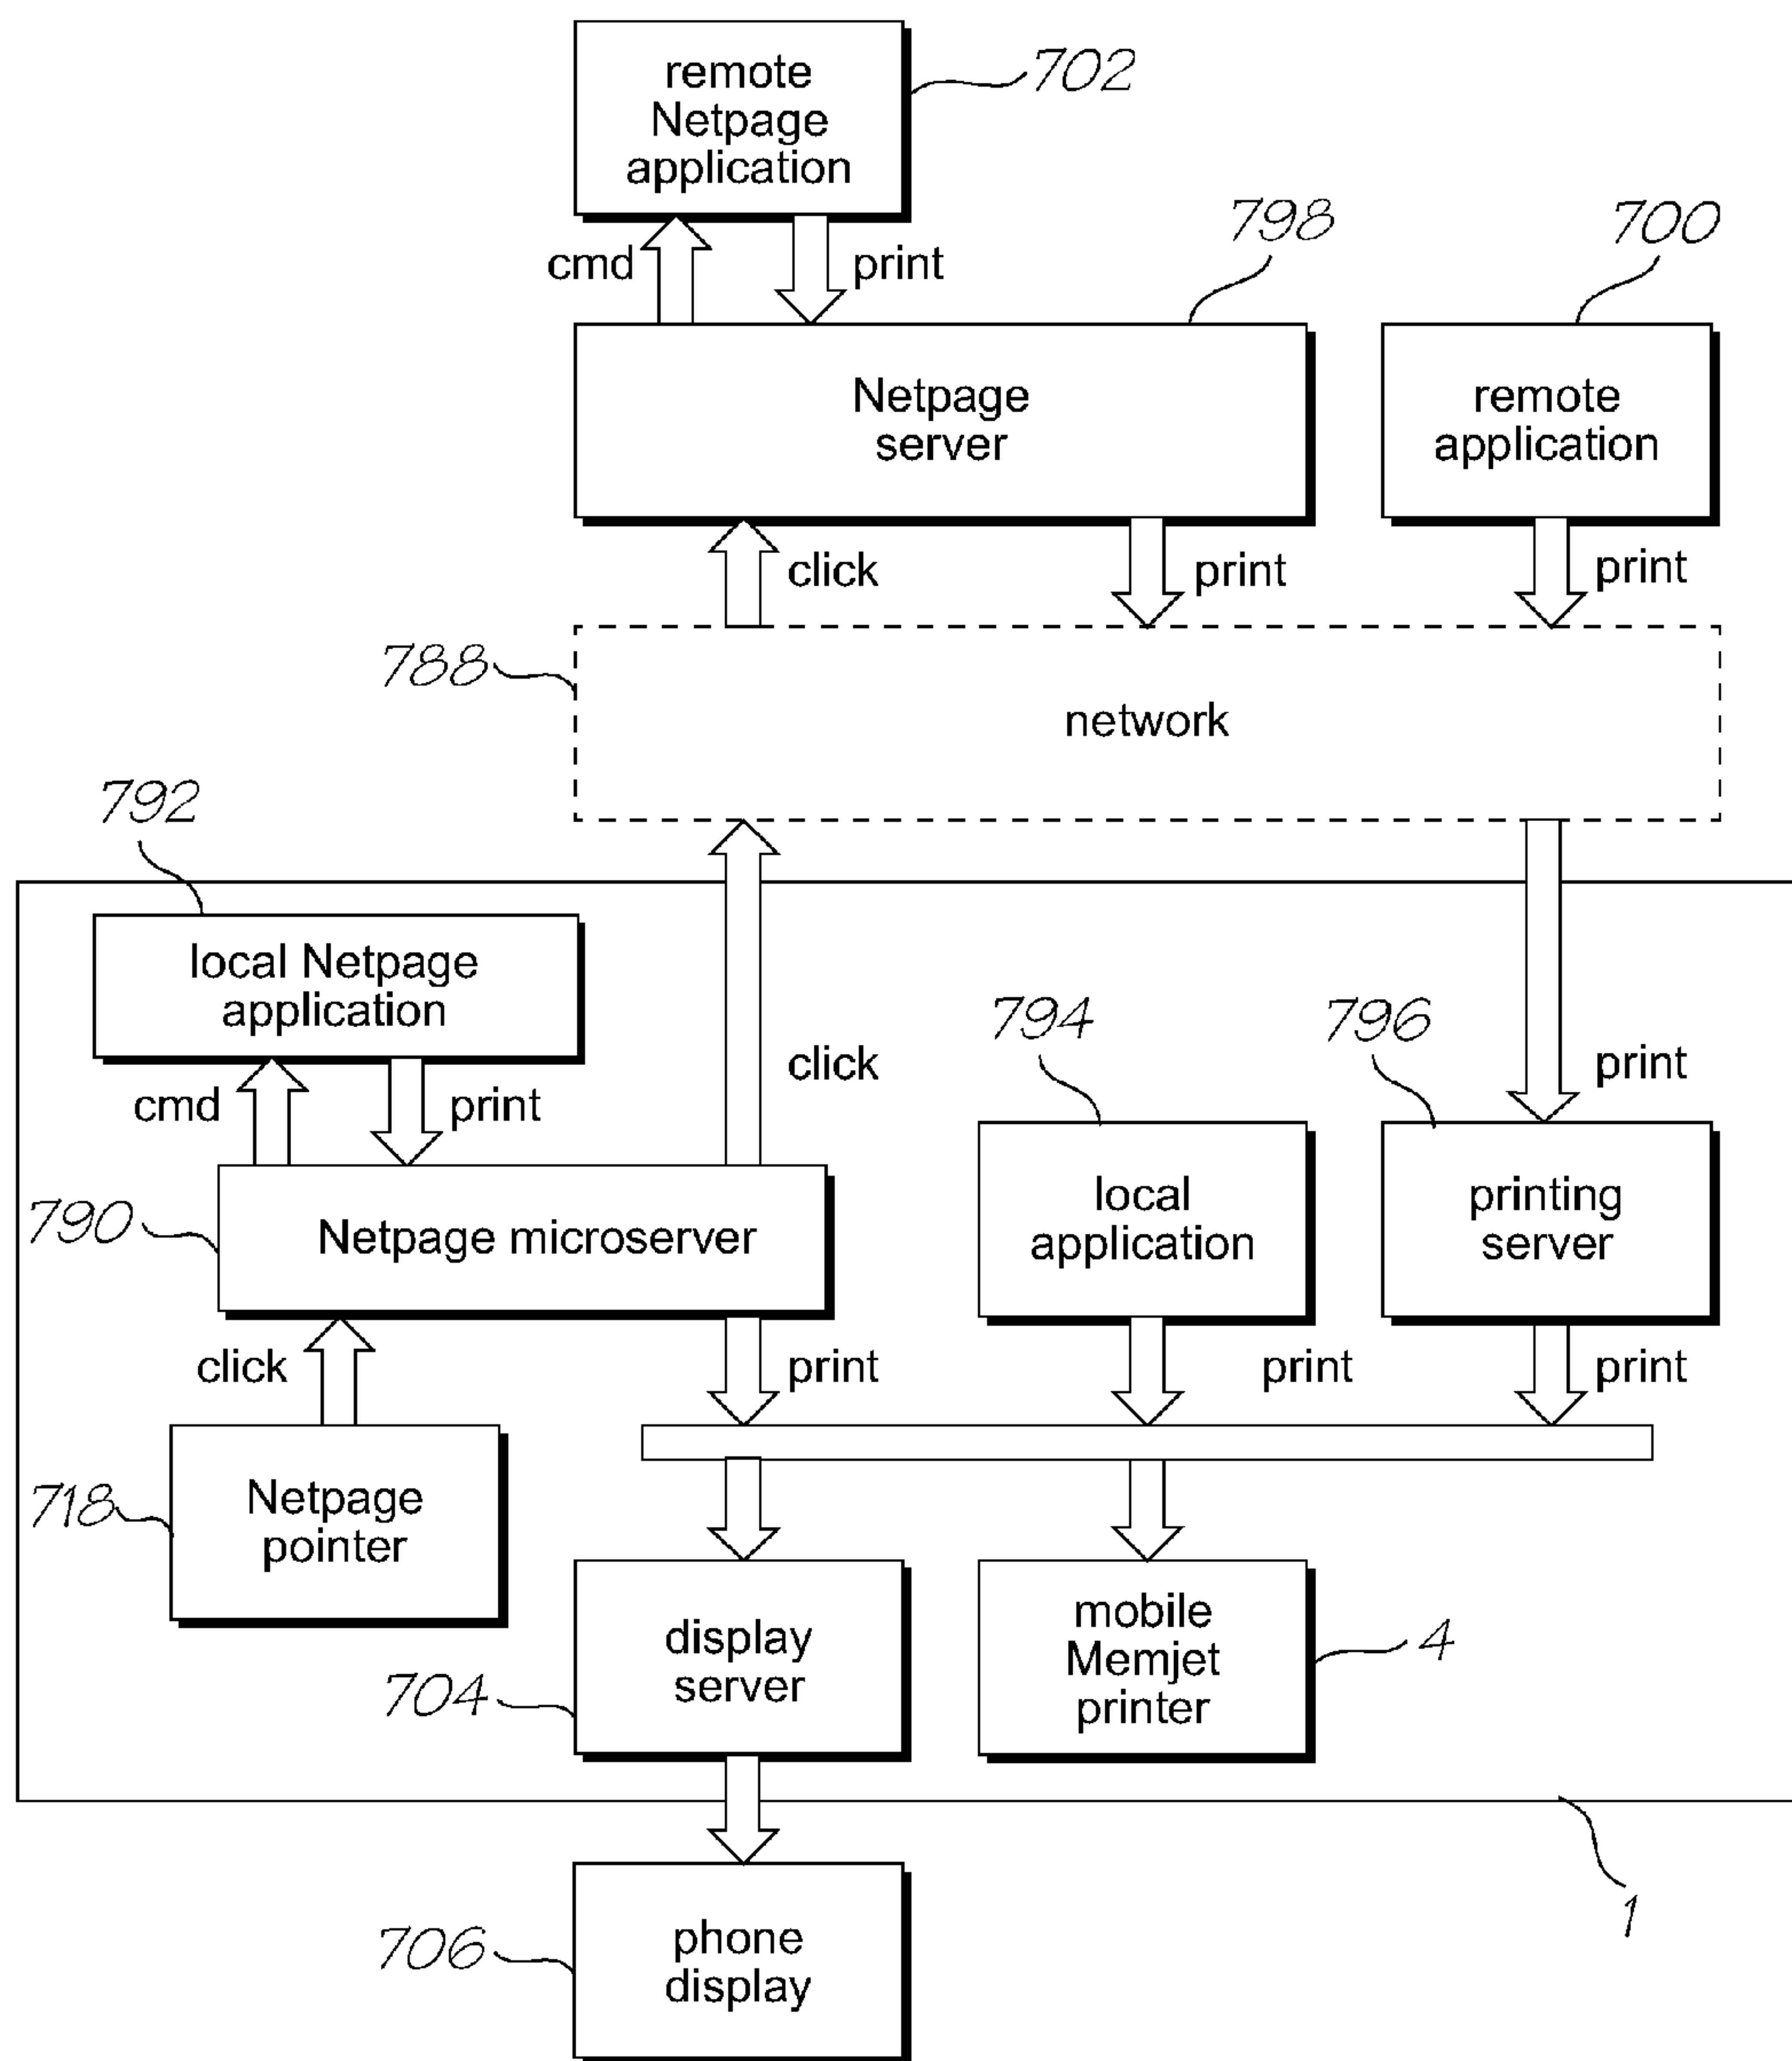 remote
Netpage
application
702
cmd
print
798
700
Netpage
server
remote
application
click
print
print
788
network
792
local Netpage
application
794
796
click
print
cmd
print
790
Netpage microserver
local
application
printing
server
click
print
print
print
718
Netpage
pointer
704
display
server
mobile
Memjet
printer
4
706
phone
display
1